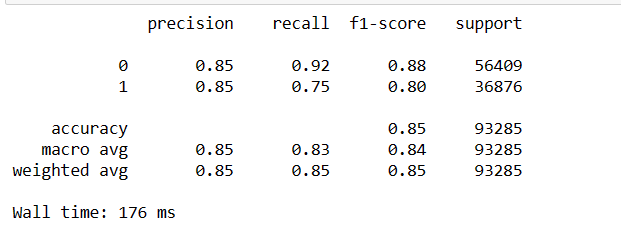 precision recall f1-score support
0 0.85 0.92 0.88 56409
1 0.85 0.75 0.80 36876
accuracy 0.85 93285
macro avg 0.85 0.83 0.84 93285
weighted avg 0.85 0.85 0.85 93285
Wall time: 176 ms